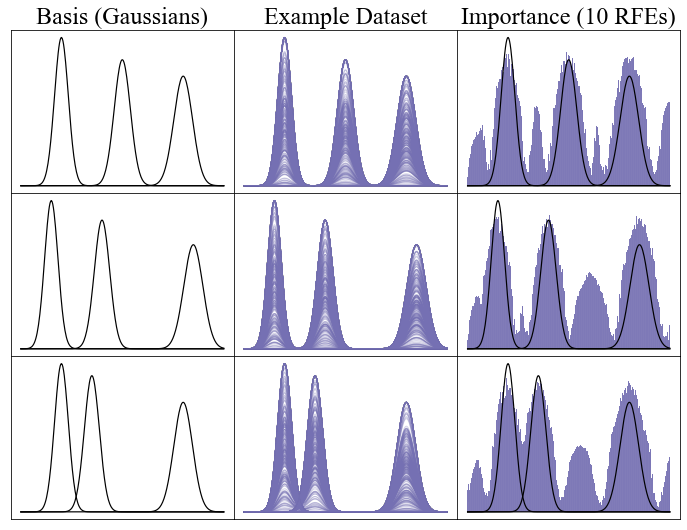 Basis (Gaussians)
Example Dataset
Importance (10 RFEs)